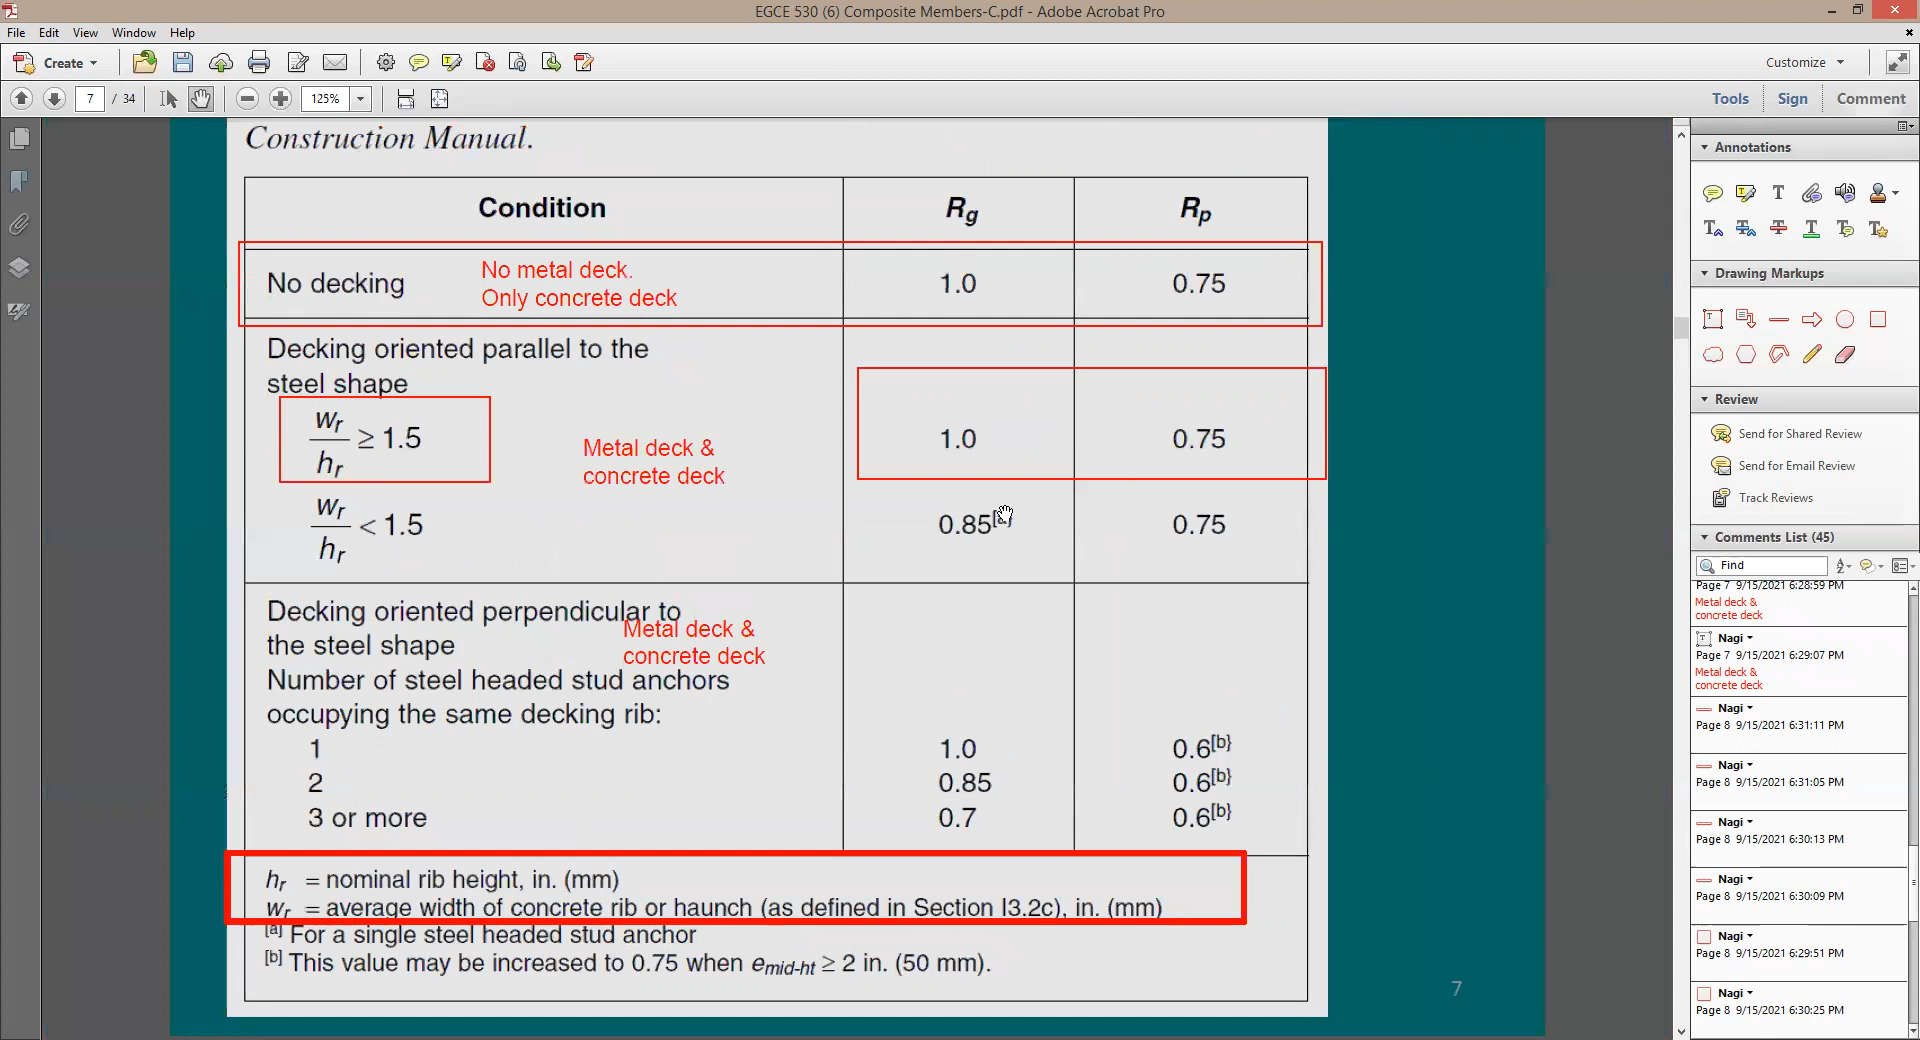 EGCE 530 (6) Composite Members-C.pdf - Adobe Acrobat Pro
File Edit View Window Help
Create
Customize
7 / 34
125%
Tools Sign Comment
Construction Manual.
Condition Rg Rp
No decking 1.0 0.75
No metal deck.
Only concrete deck
Decking oriented parallel to the
steel shape
wr
hr
≥ 1.5 1.0 0.75
Metal deck &
concrete deck
wr
hr
< 1.5 0.85 0.75
Decking oriented perpendicular to
the steel shape
Metal deck &
concrete deck
Number of steel headed stud anchors
occupying the same decking rib:
1 1.0 0.6[b}
2 0.85 0.6[b}
3 or more 0.7 0.6[b}
hr = nominal rib height, in. (mm)
wr = average width of concrete rib or haunch (as defined in Section I3.2c), in. (mm)
[a] For a single steel headed stud anchor
[b] This value may be increased to 0.75 when emid-ht ≥ 2 in. (50 mm).
7
Annotations
Drawing Markups
Review
Send for Shared Review
Send for Email Review
Track Reviews
Comments List (45)
Find
Page 7 9/15/2021 6:28:59 PM
Metal deck &
concrete deck
Nagi
Page 7 9/15/2021 6:29:07 PM
Metal deck &
concrete deck
Nagi
Page 8 9/15/2021 6:31:11 PM
Nagi
Page 8 9/15/2021 6:31:05 PM
Nagi
Page 8 9/15/2021 6:30:13 PM
Nagi
Page 8 9/15/2021 6:30:09 PM
Nagi
Page 8 9/15/2021 6:29:51 PM
Nagi
Page 8 9/15/2021 6:30:25 PM